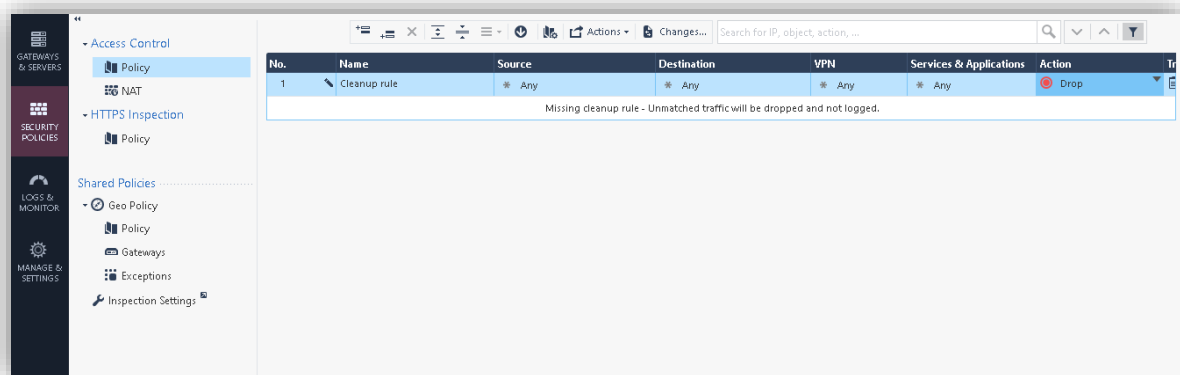 GATEWAYS
& SERVERS
SECURITY
POLICIES
LOGS &
MONITOR
MANAGE &
SETTINGS
Access Control
Policy
NAT
HTTPS Inspection
Policy
Shared Policies
Geo Policy
Policy
Gateways
Exceptions
Inspection Settings
Actions Changes... Search for IP, object, action, ...
No. Name Source Destination VPN Services & Applications Action Tr
1 Cleanup rule Any Any Any Any Drop
Missing cleanup rule - Unmatched traffic will be dropped and not logged.